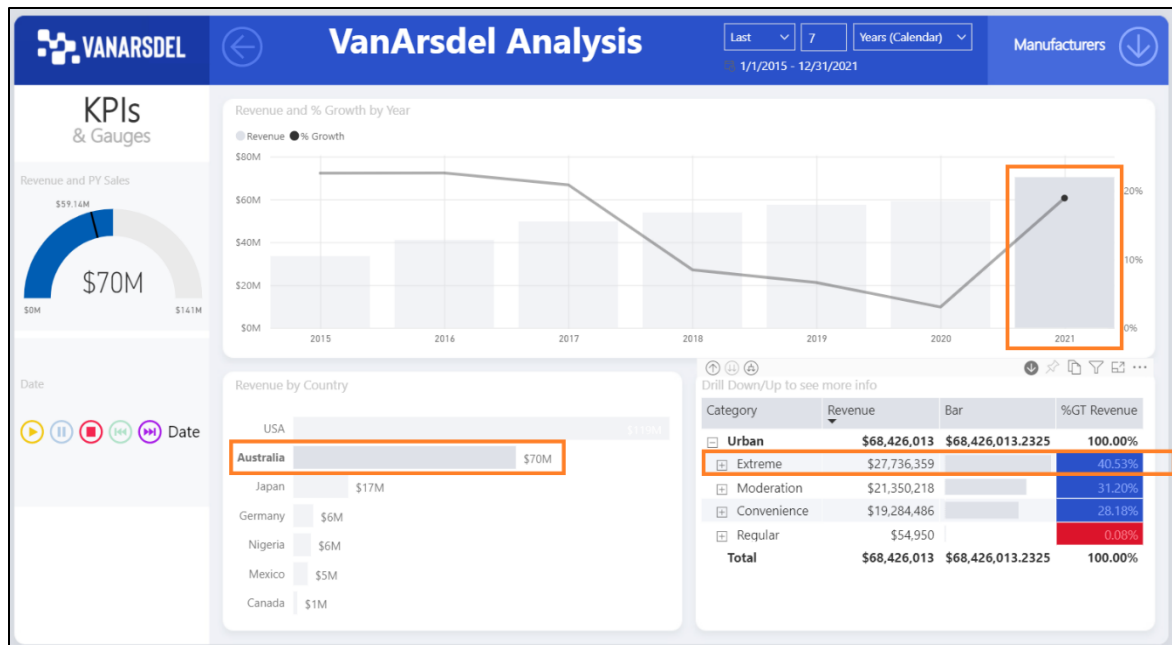 VANARSDEL
VanArsdel Analysis
Last 7 Years (Calendar)
1/1/2015 - 12/31/2021
Manufacturers
KPIs
& Gauges
Revenue and PY Sales
$59.14M
$70M
$0M $141M
Date
Date
Revenue and % Growth by Year
Revenue % Growth
$80M
$60M
$40M
$20M
$0M
20%
10%
0%
2015 2016 2017 2018 2019 2020 2021
Revenue by Country
USA
Australia $70M
Japan $17M
Germany $6M
Nigeria $6M
Mexico $5M
Canada $1M
Drill Down/Up to see more info
Category Revenue Bar %GT Revenue
Urban $68,426,013 $68,426,013.2325 100.00%
Extreme $27,736,359 40.53%
Moderation $21,350,218 31.20%
Convenience $19,284,486 28.18%
Regular $54,950 0.08%
Total $68,426,013 $68,426,013.2325 100.00%